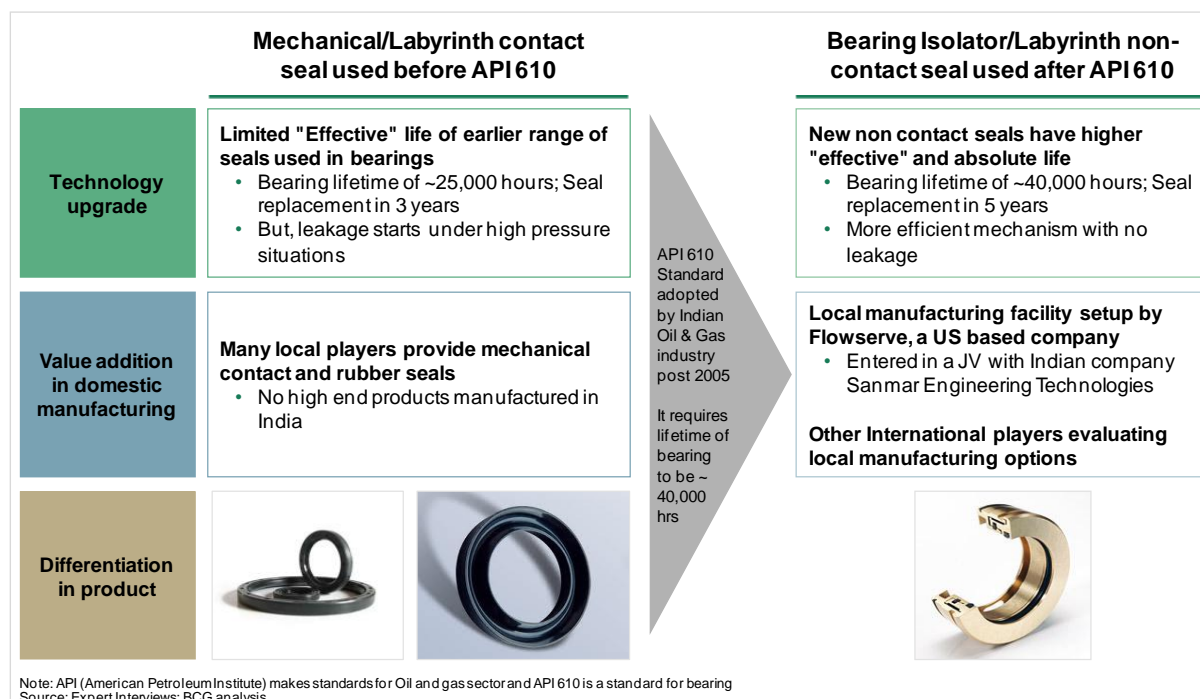 Mechanical/Labyrinth contact
seal used before API 610
Bearing Isolator/Labyrinth non-
contact seal used after API 610
Technology
upgrade
Limited "Effective" life of earlier range of
seals used in bearings
• Bearing lifetime of ~25,000 hours; Seal
replacement in 3 years
• But, leakage starts under high pressure
situations
New non contact seals have higher
"effective" and absolute life
• Bearing lifetime of ~40,000 hours; Seal
replacement in 5 years
• More efficient mechanism with no
leakage
API 610
Standard
adopted
by Indian
Oil & Gas
industry
post 2005
It requires
lifetime of
bearing
to be ~
40,000
hrs
Value addition
in domestic
manufacturing
Many local players provide mechanical
contact and rubber seals
• No high end products manufactured in
India
Local manufacturing facility setup by
Flowserve, a US based company
• Entered in a JV with Indian company
Sanmar Engineering Technologies
Other International players evaluating
local manufacturing options
Differentiation
in product
Note: API (American Petroleum Institute) makes standards for Oil and gas sector and API 610 is a standard for bearing
Source: Expert Interviews; BCG analysis